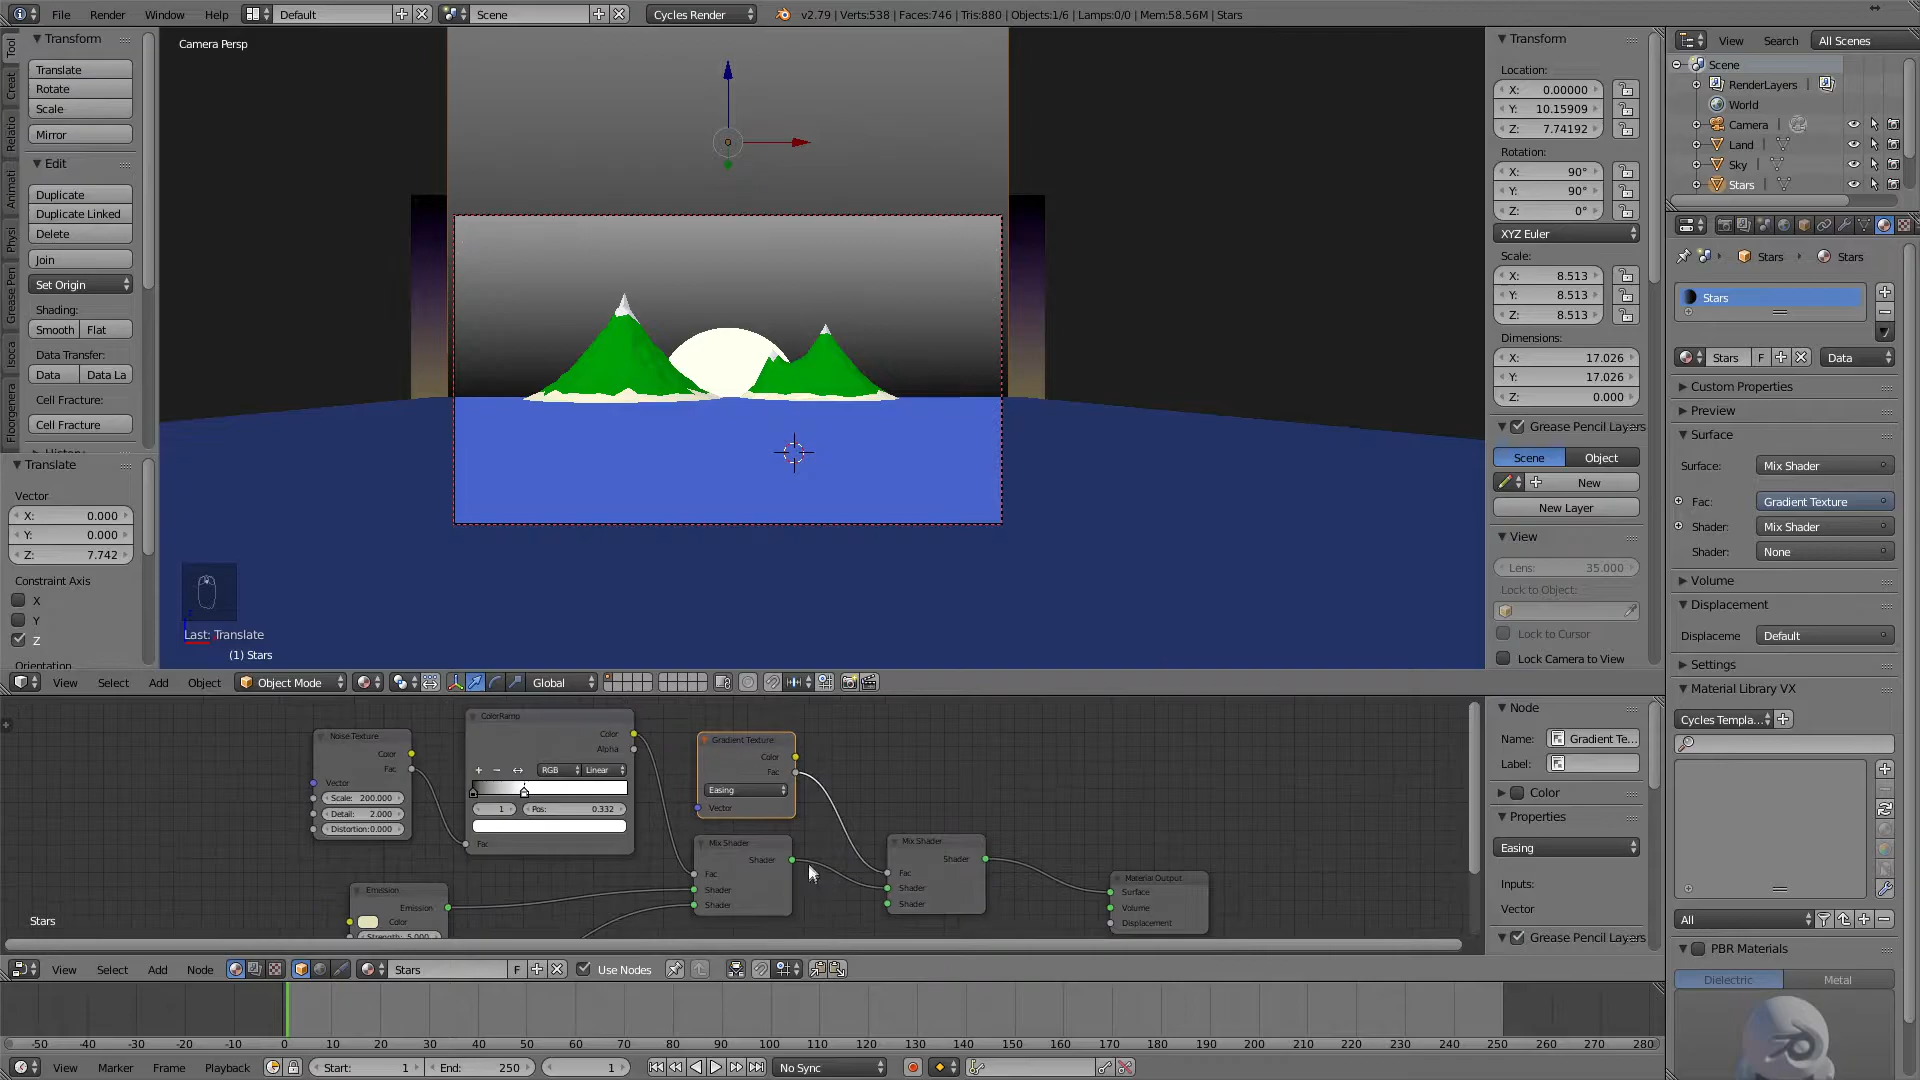 File Render Window Help Default Scene Cycles Render v2.79 | Verts:538 | Faces:746 | Tris:880 | Objects:1/6 | Lamps:0/0 | Mem:58.56M | Stars
Tool
Creat
Relatio
Animati
Physi
Grease Pen
Isoca
Cell Fracture
Floorgenera
Transform
Translate
Rotate
Scale
Mirror
Edit
Duplicate
Duplicate Linked
Delete
Join
Set Origin
Shading:
Smooth Flat
Data Transfer:
Data Data La
Cell Fracture:
Cell Fracture
Translate
Vector
X: 0.000
Y: 0.000
Z: 7.742
Constraint Axis
X
Y
Z
Orientation
Camera Persp
Last: Translate
(1) Stars
View Select Add Object Object Mode Global
Transform
Location:
X: 0.00000
Y: 10.15909
Z: 7.74192
Rotation:
X: 90°
Y: 90°
Z: 0°
XYZ Euler
Scale:
X: 8.513
Y: 8.513
Z: 8.513
Dimensions:
X: 17.026
Y: 17.026
Z: 0.000
Grease Pencil Layers
Scene Object
New
New Layer
View
Lens: 35.000
Lock to Object:
Lock to Cursor
Lock Camera to View
View Search All Scenes
Scene
RenderLayers
World
Camera
Land
Sky
Stars
Stars Stars
Stars
Stars F Data
Custom Properties
Preview
Surface
Surface: Mix Shader
Fac: Gradient Texture
Shader: Mix Shader
Shader: None
Volume
Displacement
Displaceme Default
Settings
Material Library VX
Cycles Templa...
All
PBR Materials
Dielectric Metal
Noise Texture
Color
Fac
Vector
Scale: 200.000
Detail: 2.000
Distortion:0.000
ColorRamp
Color
Alpha
RGB Linear
1 Pos: 0.332
Fac
Gradient Texture
Color
Fac
Easing
Vector
Mix Shader
Shader
Fac
Shader
Shader
Mix Shader
Shader
Fac
Shader
Shader
Material Output
Surface
Volume
Displacement
Emission
Emission
Color
Strength: 5.000
Stars
Node
Name: Gradient Te...
Label:
Color
Properties
Easing
Inputs:
Vector
Grease Pencil Layers
View Select Add Node Stars F Use Nodes
-50 -40 -30 -20 -10 0 10 20 30 40 50 60 70 80 90 100 110 120 130 140 150 160 170 180 190 200 210 220 230 240 250 260 270 280
View Marker Frame Playback Start: 1 End: 250 1 No Sync